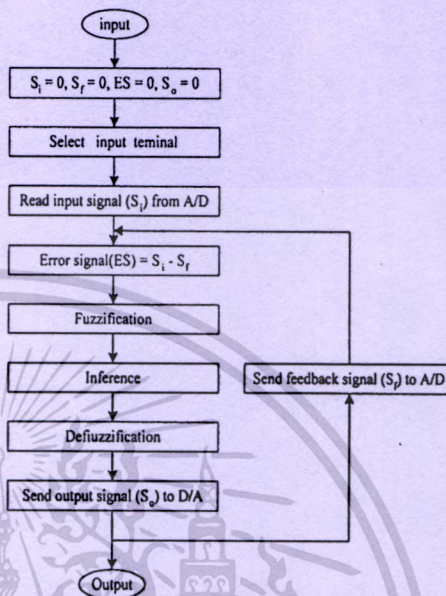 input
S_i = 0, S_f = 0, ES = 0, S_o = 0
Select input teminal
Read input signal (S_i) from A/D
Error signal(ES) = S_i - S_f
Fuzzification
Inference
Send feedback signal (S_f) to A/D
Defiuzzification
Send output signal (S_o) to D/A
Output